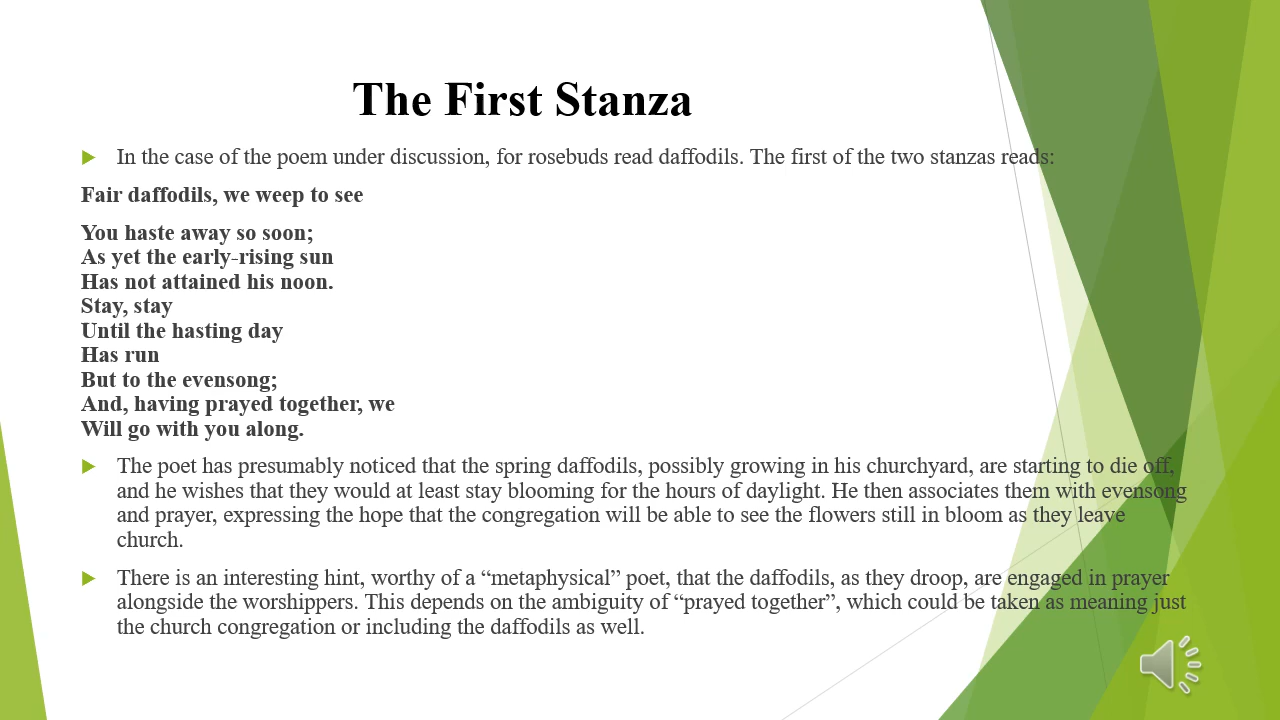 The First Stanza
In the case of the poem under discussion, for rosebuds read daffodils. The first of the two stanzas reads:
Fair daffodils, we weep to see
You haste away so soon;
As yet the early-rising sun
Has not attained his noon.
Stay, stay
Until the hasting day
Has run
But to the evensong;
And, having prayed together, we
Will go with you along.
The poet has presumably noticed that the spring daffodils, possibly growing in his churchyard, are starting to die off,
and he wishes that they would at least stay blooming for the hours of daylight. He then associates them with evensong
and prayer, expressing the hope that the congregation will be able to see the flowers still in bloom as they leave
church.
There is an interesting hint, worthy of a “metaphysical” poet, that the daffodils, as they droop, are engaged in prayer
alongside the worshippers. This depends on the ambiguity of “prayed together”, which could be taken as meaning just
the church congregation or including the daffodils as well.